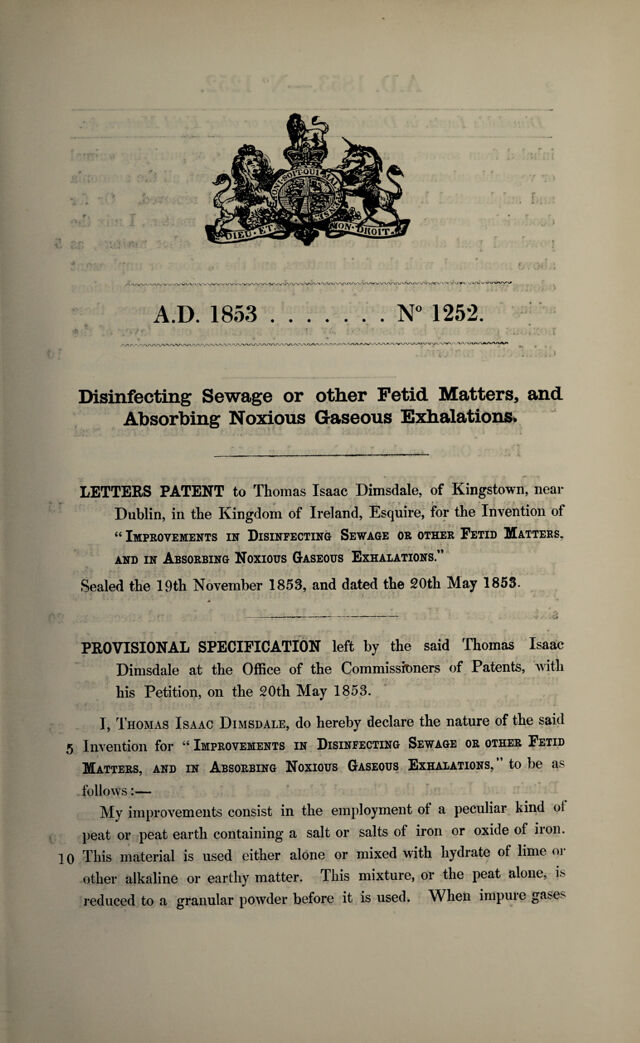 HONI·SOIT·QUI·MAL
DIEU·ET· MON·DROIT·
A.D. 1853 . . . . . . . Nº 1252.
Disinfecting Sewage or other Fetid Matters, and
Absorbing Noxious Gaseous Exhalations.
LETTERS PATENT to Thomas Isaac Dimsdale, of Kingstown, near
Dublin, in the Kingdom of Ireland, Esquire, for the Invention of
“IMPROVEMENTS IN DISINFECTING SEWAGE OR OTHER FETID MATTERS,
AND IN ABSORBING NOXIOUS GASEOUS EXHALATIONS.”
Sealed the 19th November 1853, and dated the 20th May 1853.
PROVISIONAL SPECIFICATION left by the said Thomas Isaac
Dimsdale at the Office of the Commissioners of Patents, with
his Petition, on the 20th May 1853.
I, THOMAS ISAAC DIMSDALE, do hereby declare the nature of the said
5 Invention for “IMPROVEMENTS IN DISINFECTING SEWAGE OR OTHER FETID
MATTERS, AND IN ABSORBING NOXIOUS GASEOUS EXHALATIONS,” to be as
follows:—
My improvements consist in the employment of a peculiar kind of
peat or peat earth containing a salt or salts of iron or oxide of iron.
10 This material is used either alone or mixed with hydrate of lime or
other alkaline or earthy matter. This mixture, or the peat alone, is
reduced to a granular powder before it is used. When impure gases